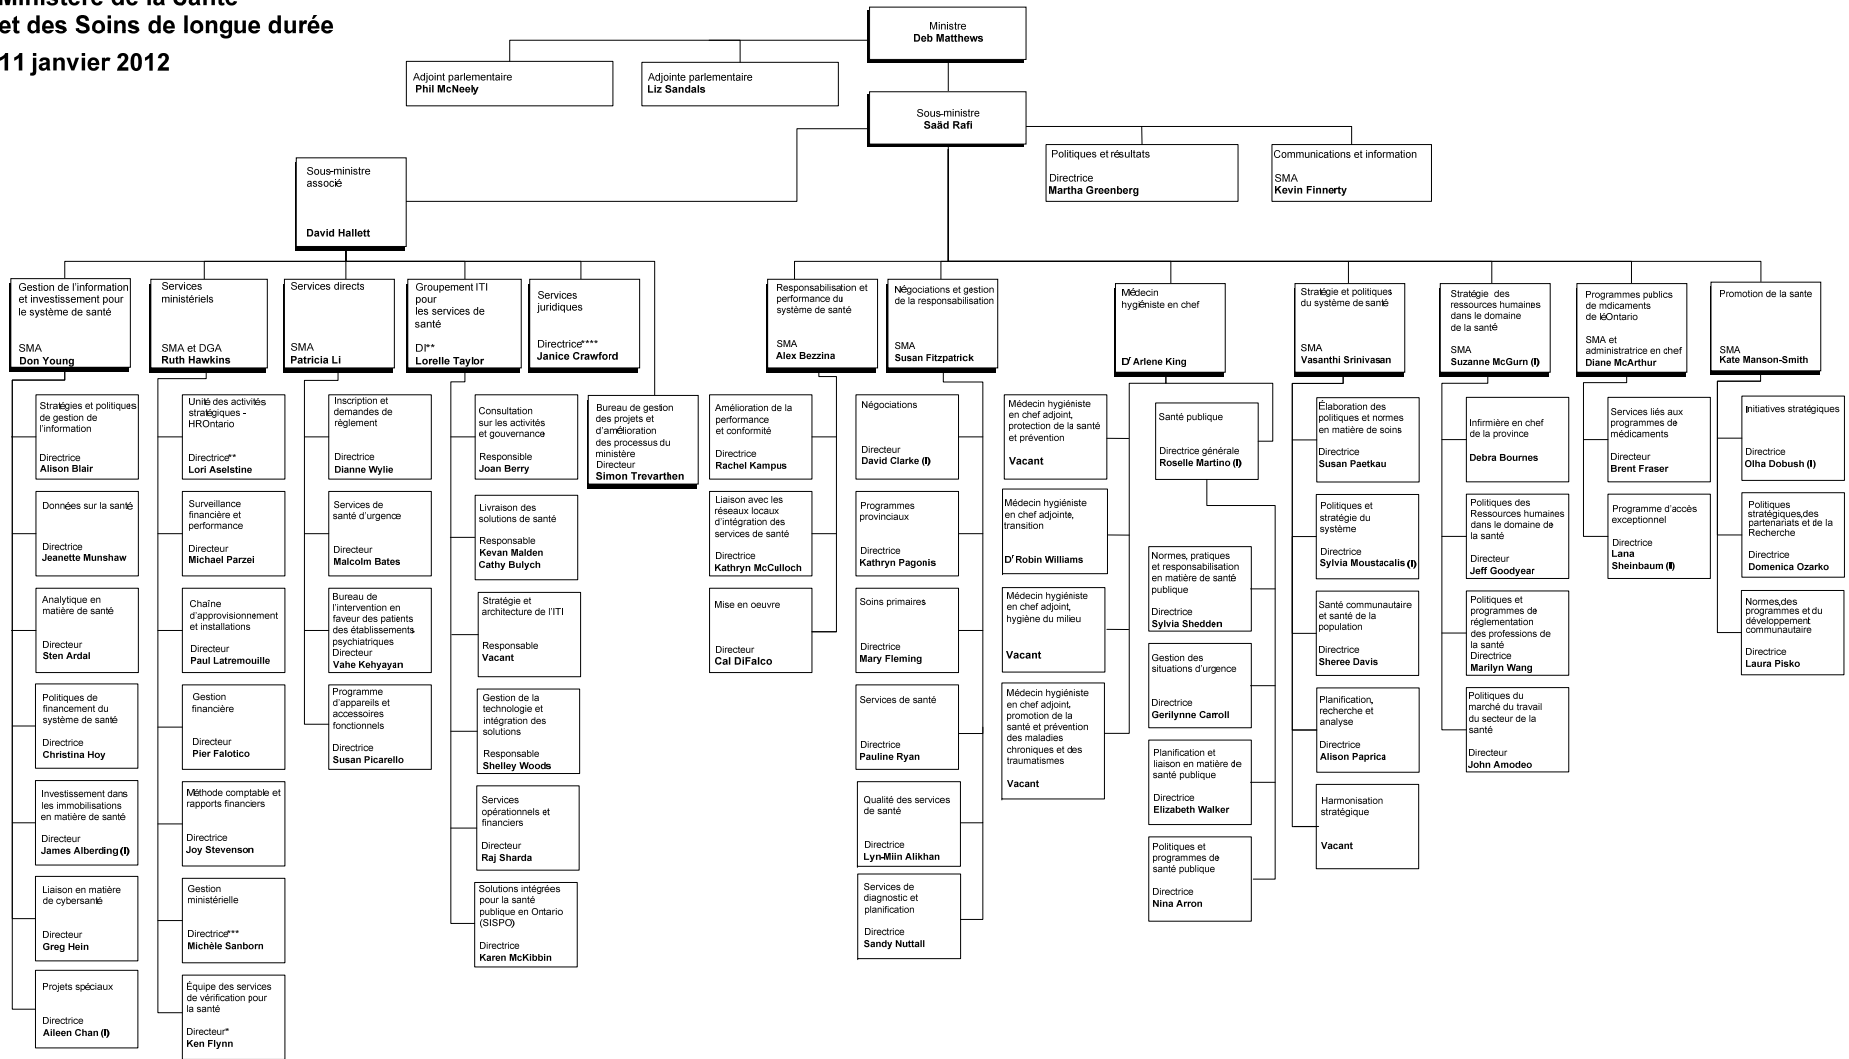 Ministère de la Santé
et des Soins de longue durée
11 janvier 2012
Ministre
Deb Matthews
Adjoint parlementaire
Phil McNeely
Adjointe parlementaire
Liz Sandals
Sous-ministre
Saäd Rafi
Politiques et résultats
Directrice
Martha Greenberg
Communications et information
SMA
Kevin Finnerty
Sous-ministre
associé
David Hallett
Gestion de l'information
et investissement pour
le système de santé
SMA
Don Young
Services
ministériels
SMA et DGA
Ruth Hawkins
Services directs
SMA
Patricia Li
Groupement ITI
pour
les services de
santé
DI**
Lorelle Taylor
Services
juridiques
Directrice****
Janice Crawford
Responsabilisation et
performance du
système de santé
SMA
Alex Bezzina
Négociations et gestion
de la responsabilisation
SMA
Susan Fitzpatrick
Médecin
hygiéniste en chef
Dr Arlene King
Stratégie et politiques
du système de santé
SMA
Vasanthi Srinivasan
Stratégie des
ressources humaines
dans le domaine
de la santé
SMA
Suzanne McGurn (I)
Programmes publics
de mdicaments
de léOntario
SMA et
administratrice en chef
Diane McArthur
Promotion de la sante
SMA
Kate Manson-Smith
Stratégies et politiques
de gestion de
l'information
Directrice
Alison Blair
Données sur la santé
Directrice
Jeanette Munshaw
Analytique en
matière de santé
Directeur
Sten Ardal
Politiques de
financement du
système de santé
Directrice
Christina Hoy
Investissement dans
les immobilisations
en matière de santé
Directeur
James Alberding (I)
Liaison en matière
de cybersanté
Directeur
Greg Hein
Projets spéciaux
Directrice
Aileen Chan (I)
Unité des activités
stratégiques -
HROntario
Directrice**
Lori Aselstine
Surveillance
financière et
performance
Directeur
Michael Parzei
Chaîne
d'approvisionnement
et installations
Directeur
Paul Latremouille
Gestion
financière
Directeur
Pier Falotico
Méthode comptable et
rapports financiers
Directrice
Joy Stevenson
Gestion
ministérielle
Directrice***
Michèle Sanborn
Équipe des services
de vérification pour
la santé
Directeur*
Ken Flynn
Inscription et
demandes de
règlement
Directrice
Dianne Wylie
Services de
santé d'urgence
Directeur
Malcolm Bates
Bureau de
l'intervention en
faveur des patients
des établissements
psychiatriques
Directeur
Vahe Kehyayan
Programme
d'appareils et
accessoires
fonctionnels
Directrice
Susan Picarello
Consultation
sur les activités
et gouvernance
Responsible
Joan Berry
Livraison des
solutions de santé
Responsable
Kevan Malden
Cathy Bulych
Stratégie et
architecture de l'ITI
Responsable
Vacant
Gestion de la
technologie et
intégration des
solutions
Responsable
Shelley Woods
Services
opérationnels et
financiers
Directeur
Raj Sharda
Solutions intégrées
pour la santé
publique en Ontario
(SISPO)
Directrice
Karen McKibbin
Bureau de gestion
des projets et
d'amélioration
des processus du
ministère
Directeur
Simon Trevarthen
Amélioration de la
performance
et conformité
Directrice
Rachel Kampus
Liaison avec les
réseaux locaux
d'intégration des
services de santé
Directrice
Kathryn McCulloch
Mise en oeuvre
Directeur
Cal DiFalco
Négociations
Directeur
David Clarke (I)
Programmes
provinciaux
Directrice
Kathryn Pagonis
Soins primaires
Directrice
Mary Fleming
Services de santé
Directrice
Pauline Ryan
Qualité des services
de santé
Directrice
Lyn-Miin Alikhan
Services de
diagnostic et
planification
Directrice
Sandy Nuttall
Médecin hygiéniste
en chef adjoint,
protection de la santé
et prévention
Vacant
Médecin hygiéniste
en chef adjointe,
transition
Dr Robin Williams
Médecin hygiéniste
en chef adjoint,
hygiène du milieu
Vacant
Médecin hygiéniste
en chef adjoint,
promotion de la
santé et prévention
des maladies
chroniques et des
traumatismes
Vacant
Santé publique
Directrice générale
Roselle Martino (I)
Normes, pratiques
et responsabilisation
en matière de santé
publique
Directrice
Sylvia Shedden
Gestion des
situations d'urgence
Directrice
Gerilynne Carroll
Planification et
liaison en matière de
santé publique
Directrice
Elizabeth Walker
Politiques et
programmes de
santé publique
Directrice
Nina Arron
Élaboration des
politiques et normes
en matière de soins
Directrice
Susan Paetkau
Politiques et
stratégie du
système
Directrice
Sylvia Moustacalis (I)
Santé communautaire
et santé de la
population
Directrice
Sheree Davis
Planification,
recherche et
analyse
Directrice
Alison Paprica
Harmonisation
stratégique
Vacant
Infirmière en chef
de la province
Debra Bournes
Politiques des
Ressources humaines
dans le domaine de
la santé
Directeur
Jeff Goodyear
Politiques et
programmes de
réglementation
des professions de
la santé
Directrice
Marilyn Wang
Politiques du
marché du travail
du secteur de la
santé
Directeur
John Amodeo
Services liés aux
programmes de
médicaments
Directeur
Brent Fraser
Programme d'accès
exceptionnel
Directrice
Lana
Sheinbaum (I)
Initiatives stratégiques
Directrice
Olha Dobush (I)
Politiques
stratégiques,des
partenariats et de la
Recherche
Directrice
Domenica Ozarko
Normes,des
programmes et du
développement
communautaire
Directrice
Laura Pisko